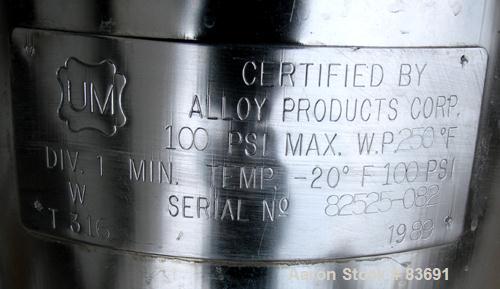 UM
CERTIFIED BY
ALLOY PRODUCTS CORP.
100 PSI MAX. W.P. 250 °F
DIV. 1 MIN. TEMP. -20° F 100 PSI
W SERIAL Nº 82525-082
T 316 1989
Aaron Stock # 83691